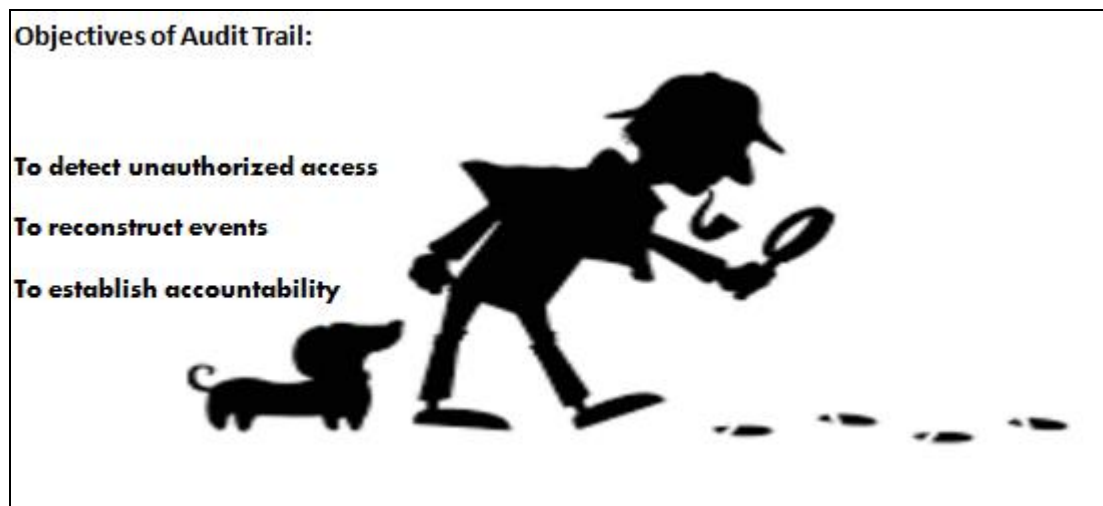 Objectives of Audit Trail:
To detect unauthorized access
To reconstruct events
To establish accountability